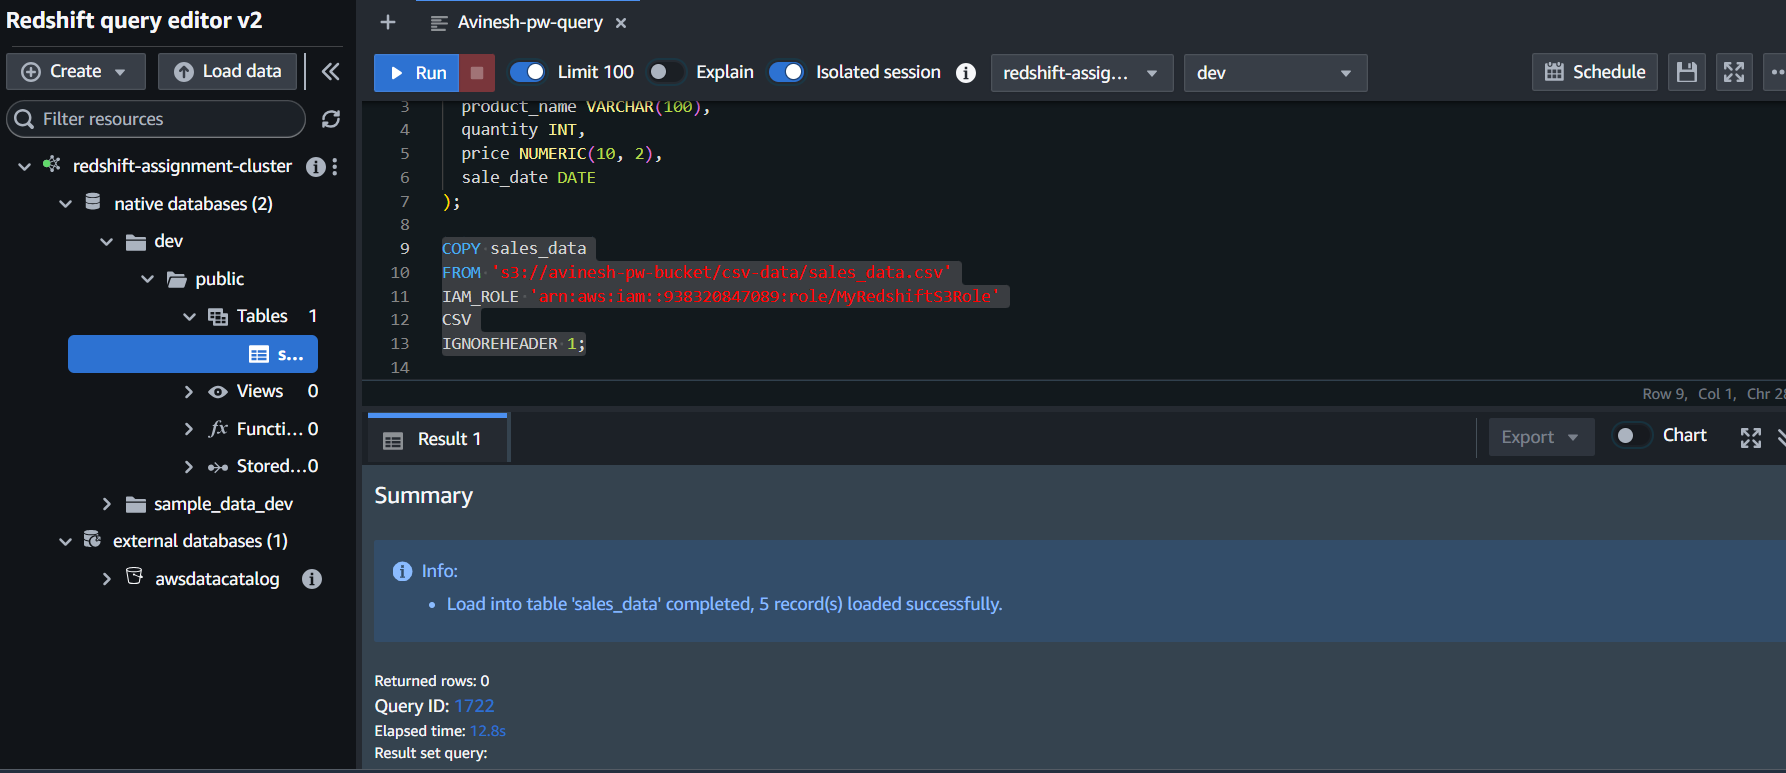 Redshift query editor v2
Create
Load data
Filter resources
redshift-assignment-cluster
native databases (2)
dev
public
Tables 1
s...
Views 0
fx Functi... 0
Stored...0
sample_data_dev
external databases (1)
awsdatacatalog
Avinesh-pw-query
Run
Limit 100
Explain
Isolated session
redshift-assig...
dev
Schedule
3 product_name VARCHAR(100),
4 quantity INT,
5 price NUMERIC(10, 2),
6 sale_date DATE
7 );
8
9 COPY sales_data
10 FROM 's3://avinesh-pw-bucket/csv-data/sales_data.csv'
11 IAM_ROLE 'arn:aws:iam::938320847089:role/MyRedshiftS3Role'
12 CSV
13 IGNOREHEADER 1;
14
Row 9, Col 1, Chr 28
Result 1
Export
Chart
Summary
Info:
• Load into table 'sales_data' completed, 5 record(s) loaded successfully.
Returned rows: 0
Query ID: 1722
Elapsed time: 12.8s
Result set query: